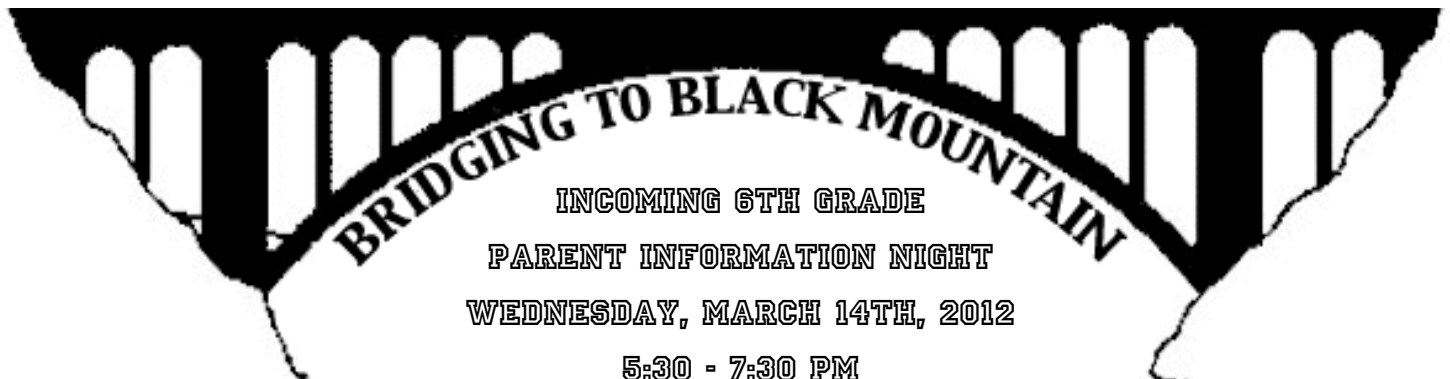 BRIDGING TO BLACK MOUNTAIN
INCOMING 6TH GRADE
PARENT INFORMATION NIGHT
WEDNESDAY, MARCH 14TH, 2012
5:30 - 7:30 PM